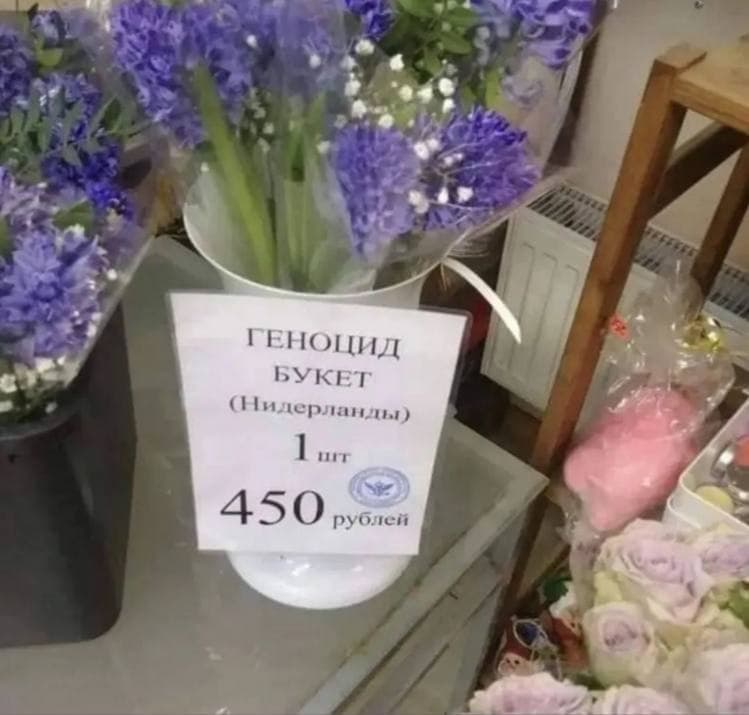 ГЕНОЦИД
БУКЕТ
(Нидерланды)
1 шт
450 рублей